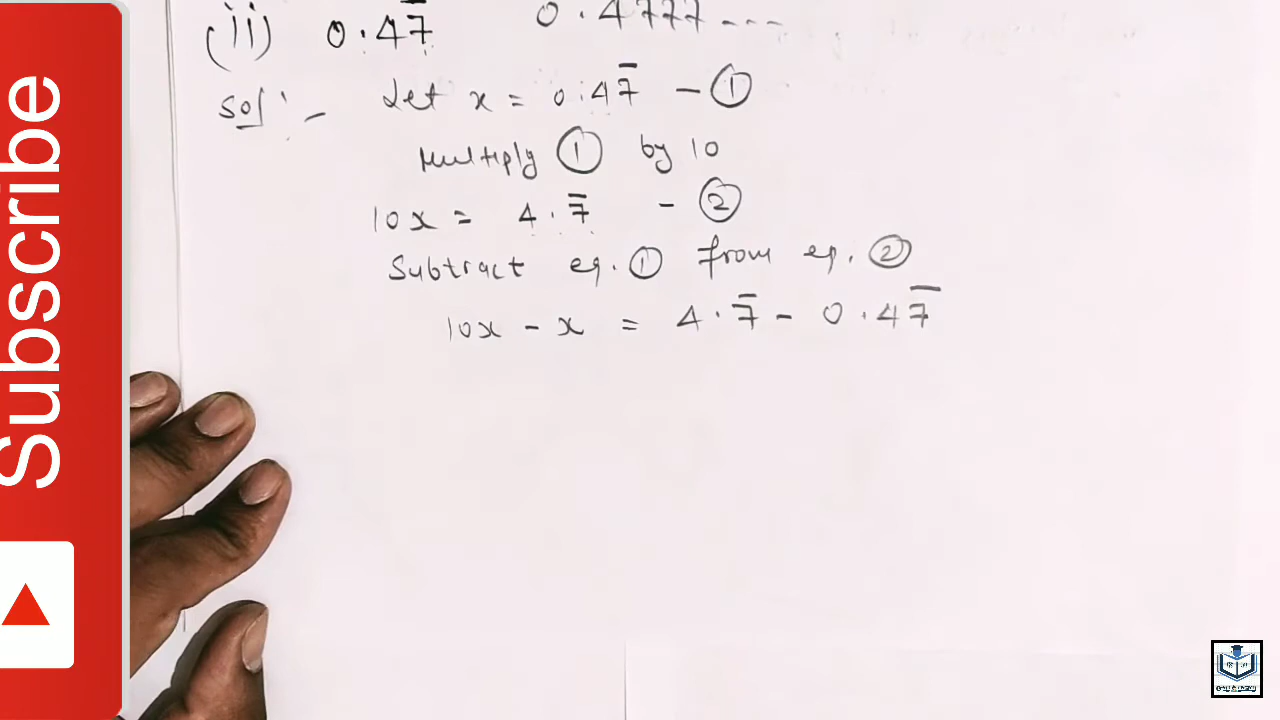 (ii) 0.47̅ 0.4777---
Sol:- Let x = 0.47̅ - ①
Multiply ① by 10
10x = 4.7̅ - ②
Subtract eq. ① from eq. ②
10x - x = 4.7̅ - 0.47̅
Subscribe